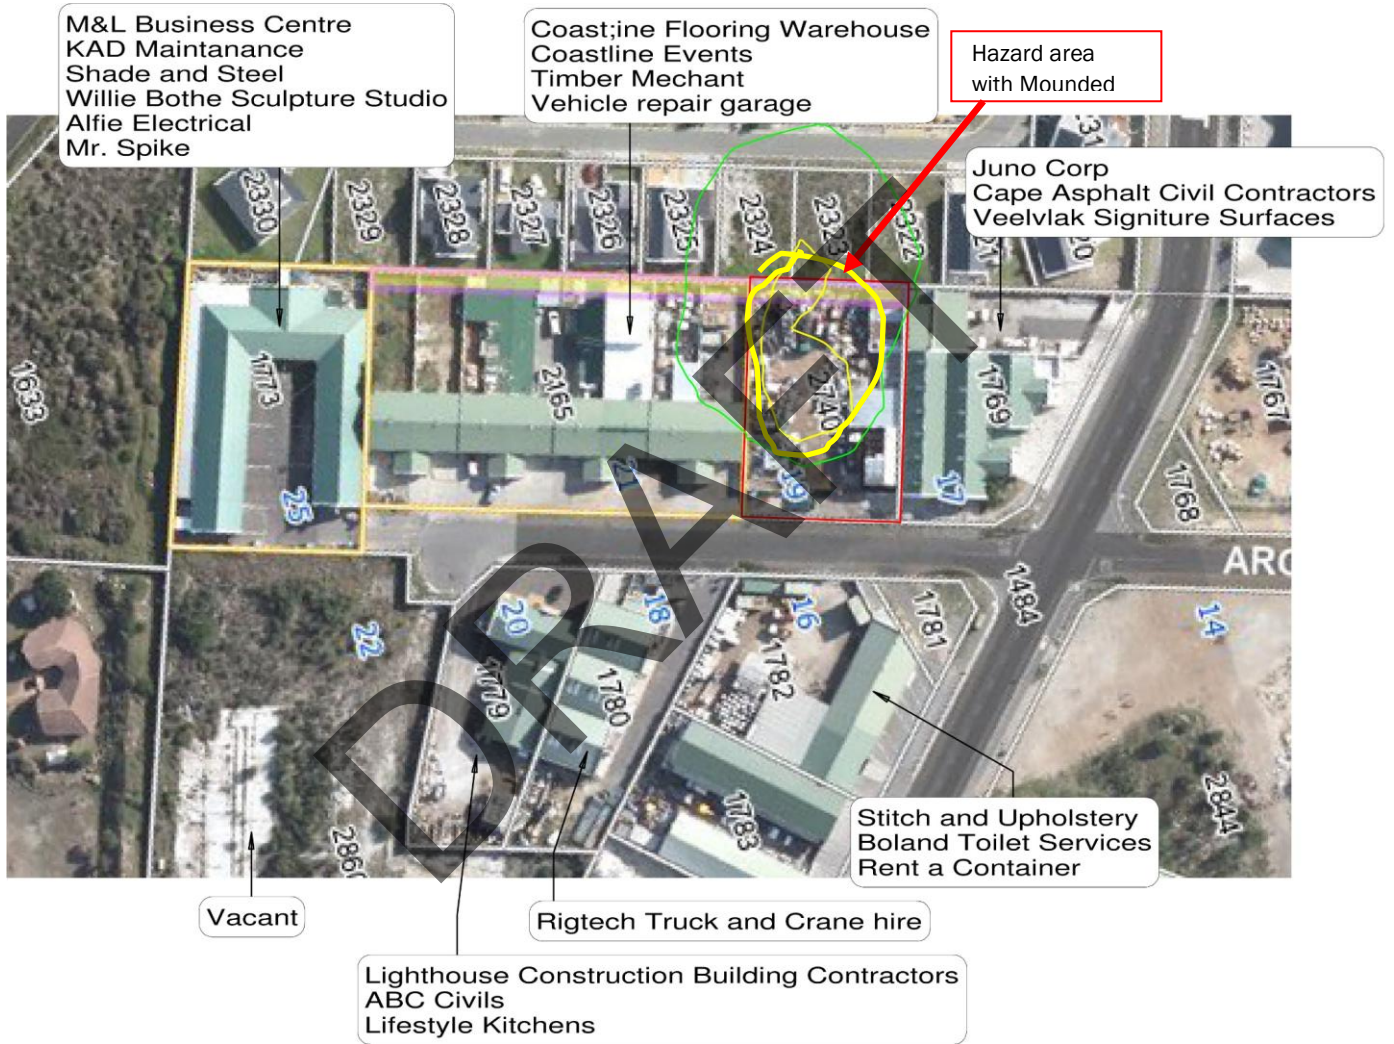 M&L Business Centre
KAD Maintanance
Shade and Steel
Willie Bothe Sculpture Studio
Alfie Electrical
Mr. Spike
Coast;ine Flooring Warehouse
Coastline Events
Timber Mechant
Vehicle repair garage
Hazard area
with Mounded
Juno Corp
Cape Asphalt Civil Contractors
Veelvlak Signiture Surfaces
2330
2329
2328
2327
2326
2325
2324
2323
2322
1633
1773
2165
2740
1769
1767
1768
25
21
19
17
DRAFT
ARG
1484
22
20
18
16
1781
14
1779
1780
1782
1783
2844
Stitch and Upholstery
Boland Toilet Services
Rent a Container
Vacant
Rigtech Truck and Crane hire
Lighthouse Construction Building Contractors
ABC Civils
Lifestyle Kitchens